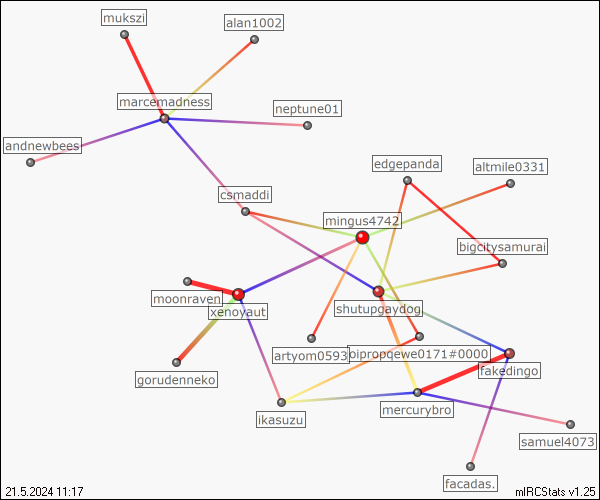 mukszi
alan1002
marcemadness
neptune01
andnewbees
edgepanda
altmile0331
csmaddi
mingus4742
bigcitysamurai
moonraven
xenoyaut
shutupgaydog
artyom0593
bipropqewe0171#0000
fakedingo
gorudenneko
mercurybro
ikasuzu
samuel4073
facadas.
21.5.2024 11:17
mIRCStats v1.25